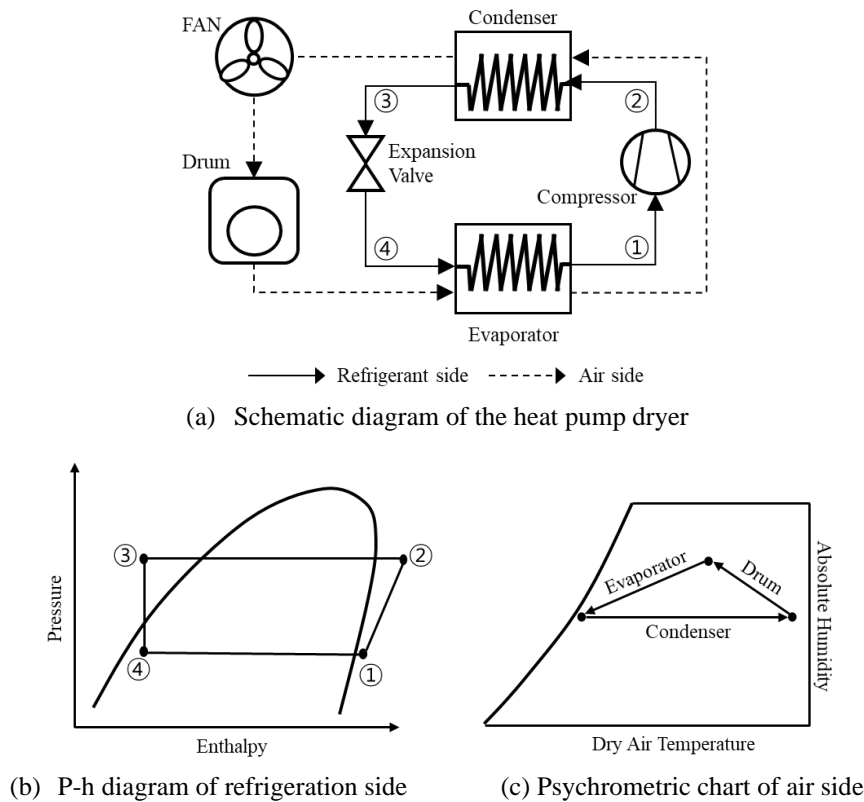 FAN
Condenser
③
②
Drum
Expansion
Valve
Compressor
④
①
Evaporator
Refrigerant side
Air side
(a) Schematic diagram of the heat pump dryer
Pressure
③
②
④
①
Enthalpy
(b) P-h diagram of refrigeration side
Evaporator
Drum
Condenser
Absolute Humidity
Dry Air Temperature
(c) Psychrometric chart of air side